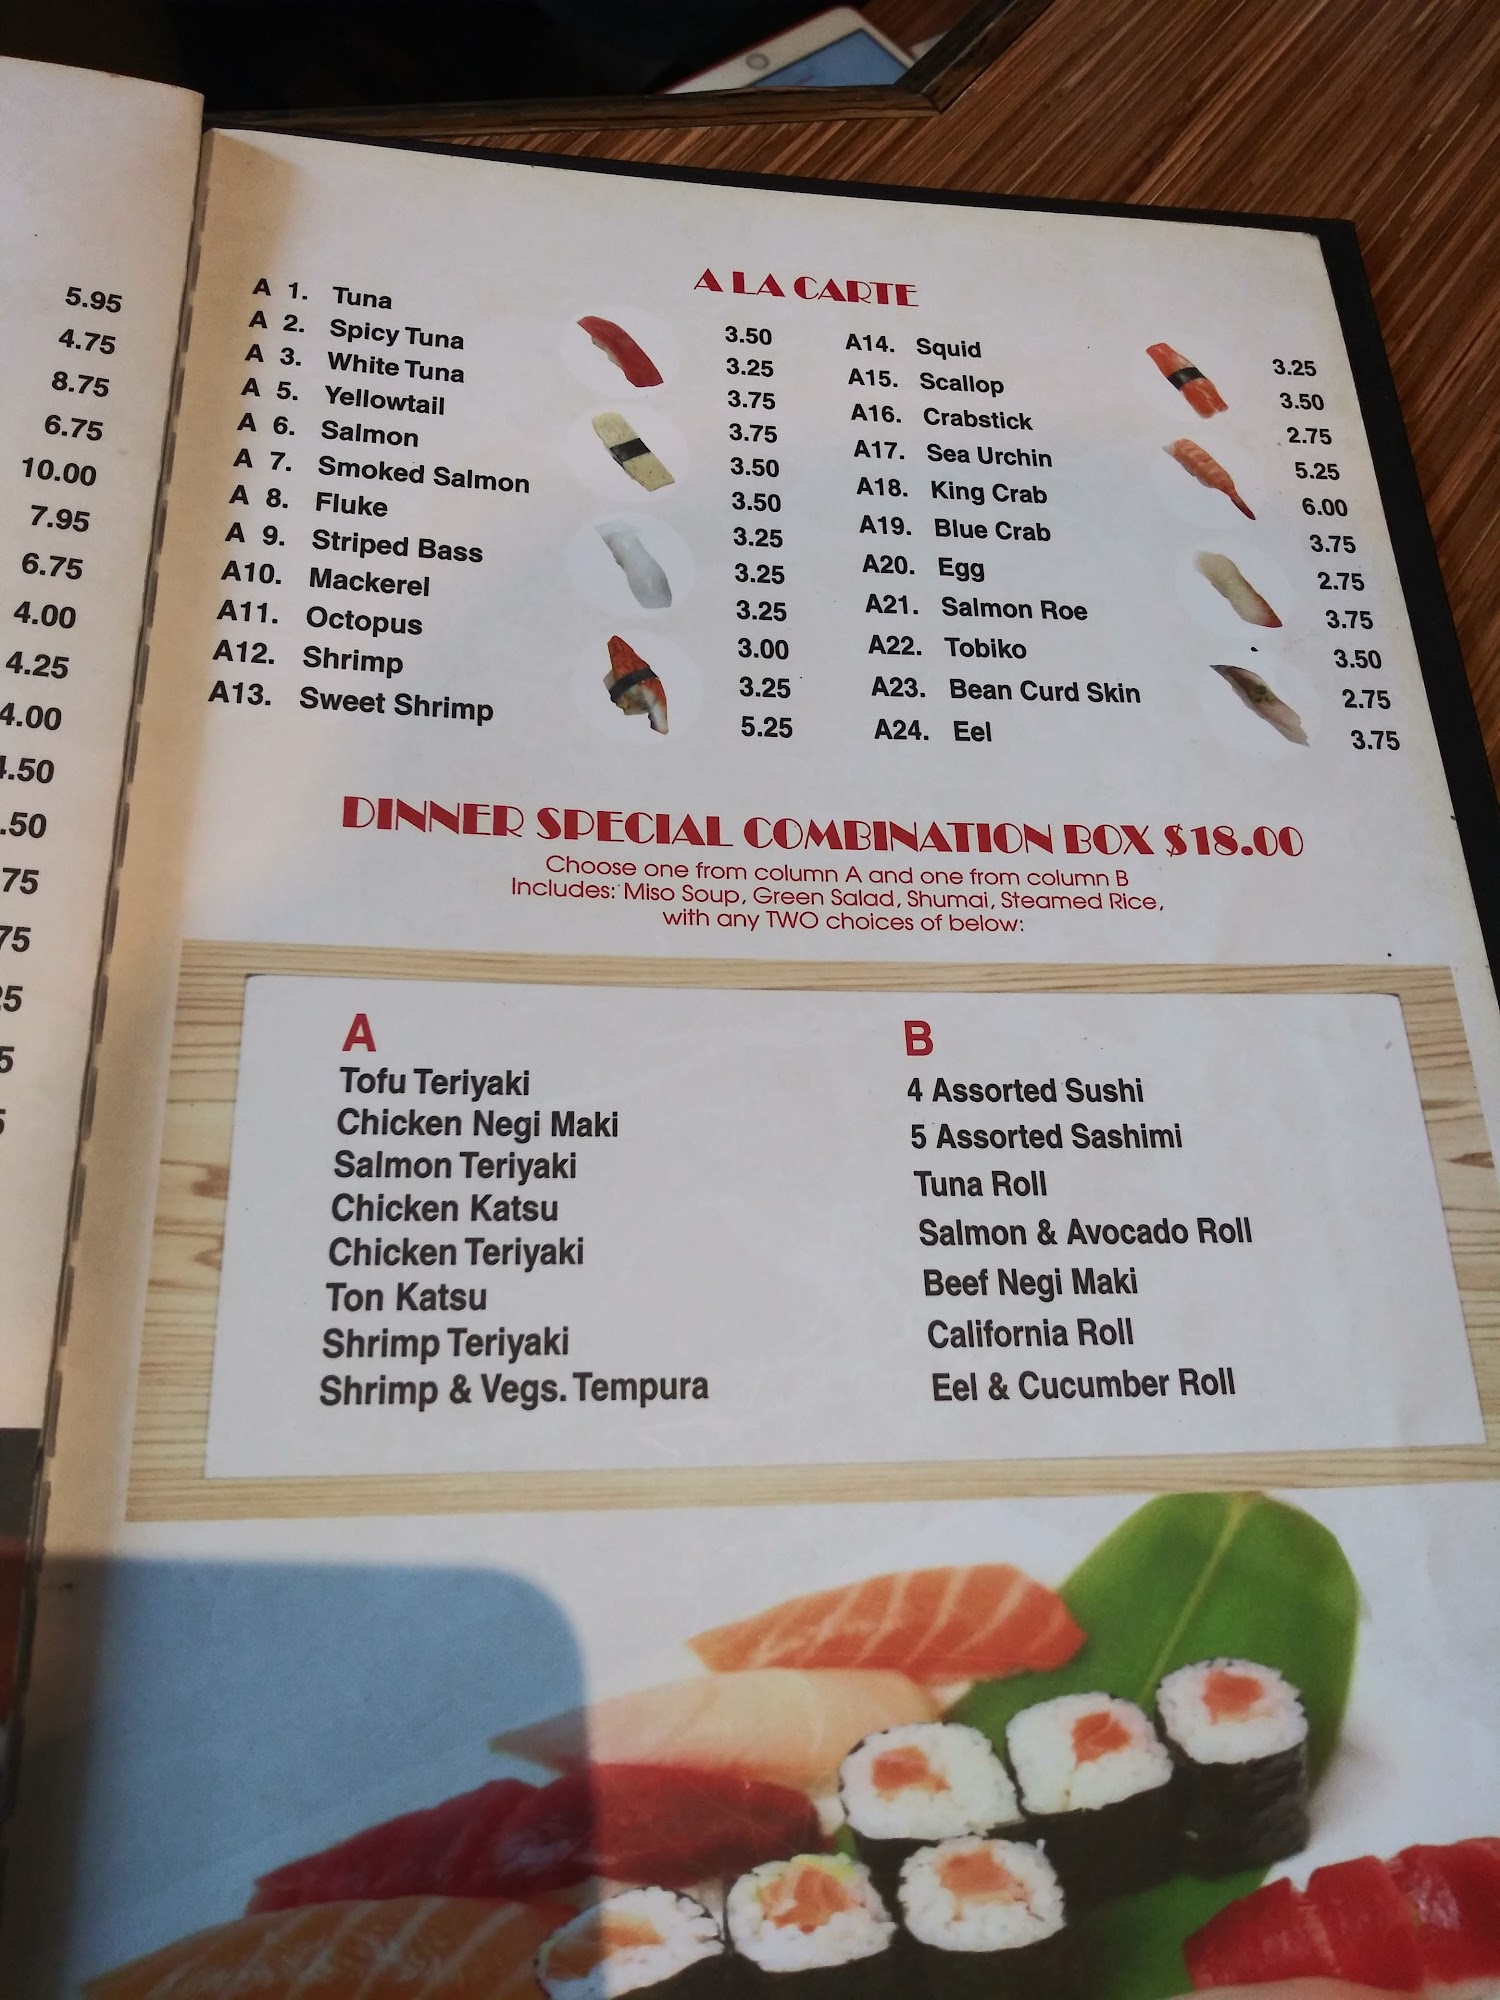 5.95
4.75
8.75
6.75
10.00
7.95
6.75
4.00
4.25
4.00
A LA CARTE
A 1. Tuna 3.50
A 2. Spicy Tuna 3.25
A 3. White Tuna 3.75
A 5. Yellowtail 3.75
A 6. Salmon 3.50
A 7. Smoked Salmon 3.50
A 8. Fluke 3.25
A 9. Striped Bass 3.25
A10. Mackerel 3.25
A11. Octopus 3.00
A12. Shrimp 3.25
A13. Sweet Shrimp 5.25
A14. Squid 3.25
A15. Scallop 3.50
A16. Crabstick 2.75
A17. Sea Urchin 5.25
A18. King Crab 6.00
A19. Blue Crab 3.75
A20. Egg 2.75
A21. Salmon Roe 3.75
A22. Tobiko 3.50
A23. Bean Curd Skin 2.75
A24. Eel 3.75
DINNER SPECIAL COMBINATION BOX $18.00
Choose one from column A and one from column B
Includes: Miso Soup, Green Salad, Shumai, Steamed Rice,
with any TWO choices of below:
A
Tofu Teriyaki
Chicken Negi Maki
Salmon Teriyaki
Chicken Katsu
Chicken Teriyaki
Ton Katsu
Shrimp Teriyaki
Shrimp & Vegs. Tempura
B
4 Assorted Sushi
5 Assorted Sashimi
Tuna Roll
Salmon & Avocado Roll
Beef Negi Maki
California Roll
Eel & Cucumber Roll